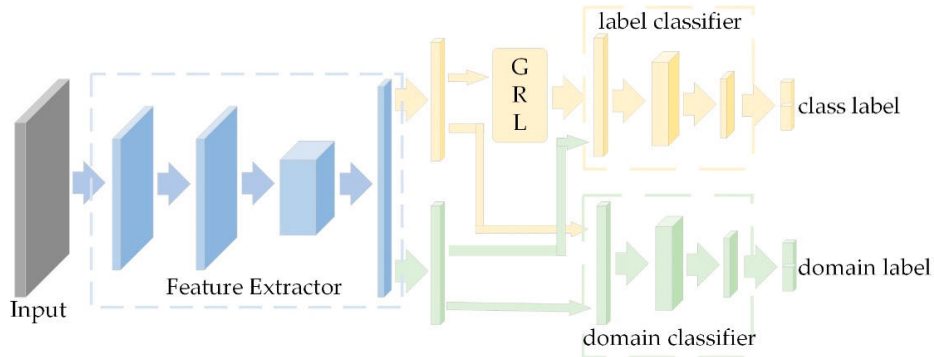 label classifier
G
R
L
class label
Feature Extractor
Input
domain label
domain classifier